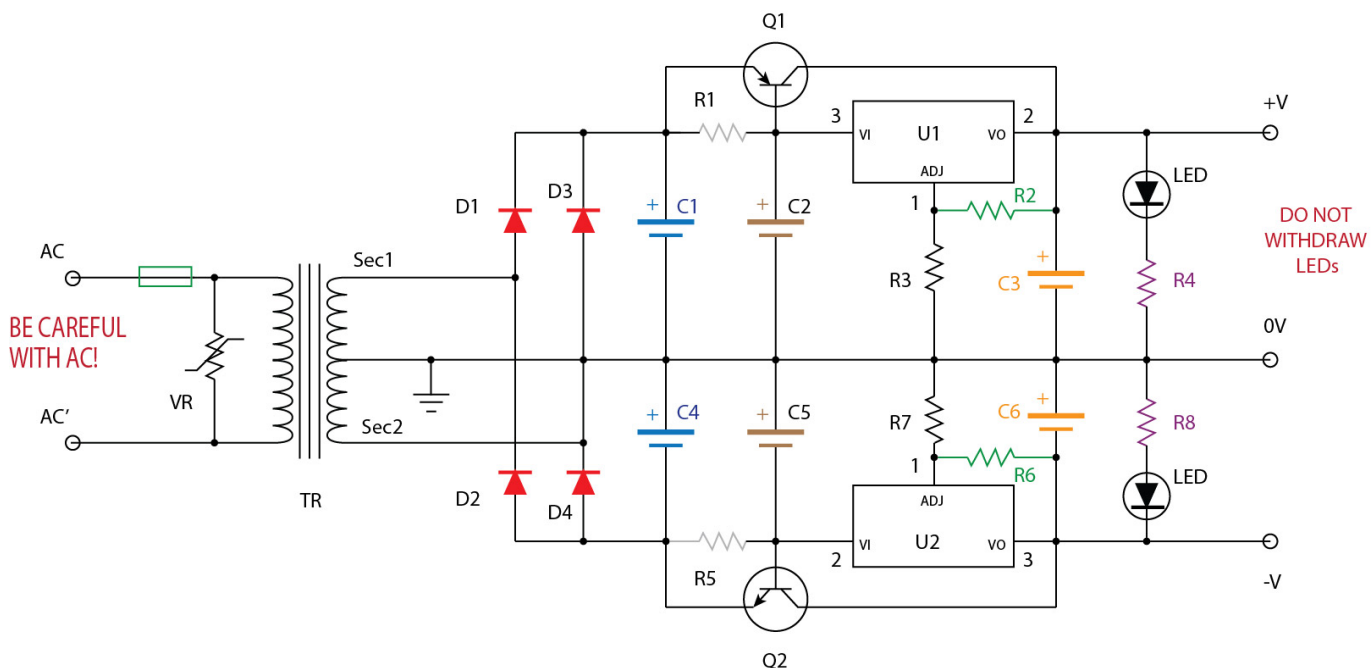 Q1
R1
3
VI
U1
VO
2
ADJ
+V
LED
D1
D3
+
C1
+
C2
1
R2
DO NOT
WITHDRAW
LEDs
AC
Sec1
R3
C3
+
R4
BE CAREFUL
WITH AC!
0V
VR
AC’
Sec2
C4
+
C5
+
R7
C6
+
R8
1
R6
LED
TR
D2
D4
ADJ
R5
2
VI
U2
VO
3
-V
Q2